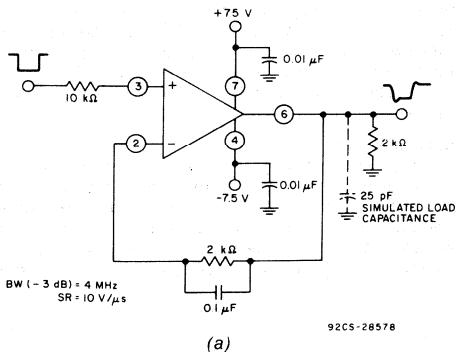 +7.5 V
0.01 µF
7
3
+
10 kΩ
6
2
−
4
2 kΩ
0.01 µF
-7.5 V
25 pF
SIMULATED LOAD
CAPACITANCE
2 kΩ
0.1 µF
BW (-3 dB) = 4 MHz
SR = 10 V/µs
92CS-28578
(a)